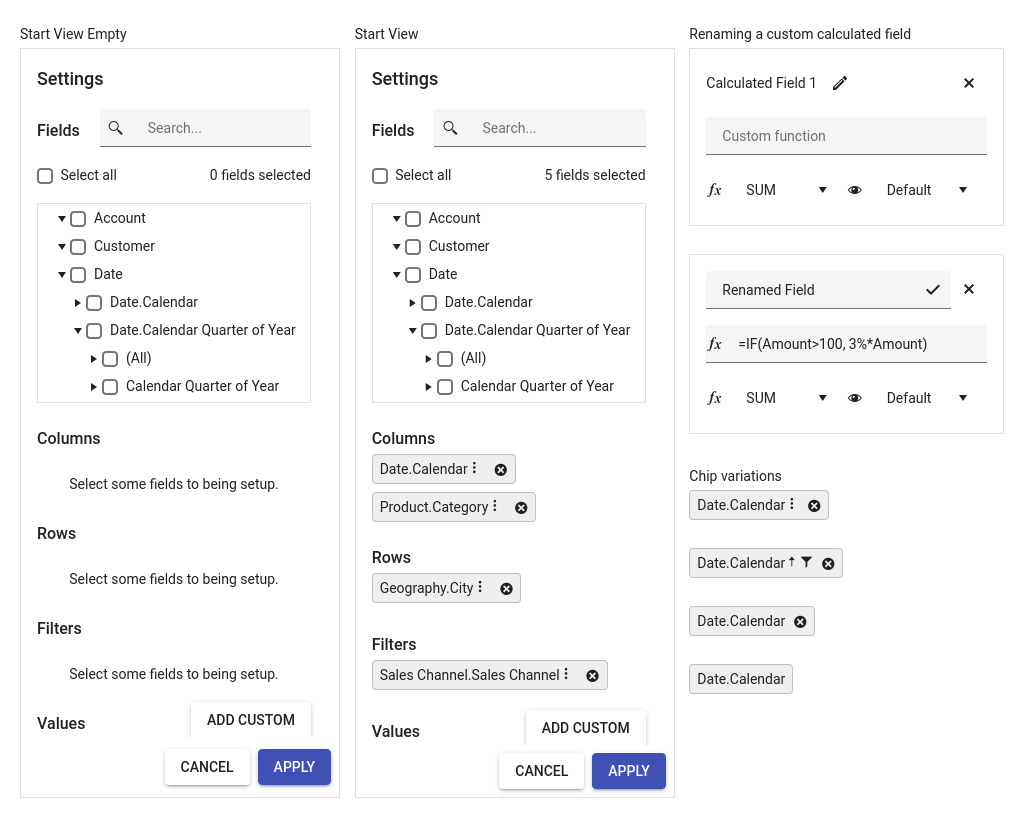 Start View Empty
Settings
Fields
Search...
Select all
0 fields selected
Account
Customer
Date
Date.Calendar
Date.Calendar Quarter of Year
(All)
Calendar Quarter of Year
Columns
Select some fields to being setup.
Rows
Select some fields to being setup.
Filters
Select some fields to being setup.
Values
ADD CUSTOM
CANCEL
APPLY
Start View
Settings
Fields
Search...
Select all
5 fields selected
Account
Customer
Date
Date.Calendar
Date.Calendar Quarter of Year
(All)
Calendar Quarter of Year
Columns
Date.Calendar
Product.Category
Rows
Geography.City
Filters
Sales Channel.Sales Channel
Values
ADD CUSTOM
CANCEL
APPLY
Renaming a custom calculated field
Calculated Field 1
Custom function
fx SUM Default
Renamed Field
fx =IF(Amount>100, 3%*Amount)
fx SUM Default
Chip variations
Date.Calendar
Date.Calendar
Date.Calendar
Date.Calendar